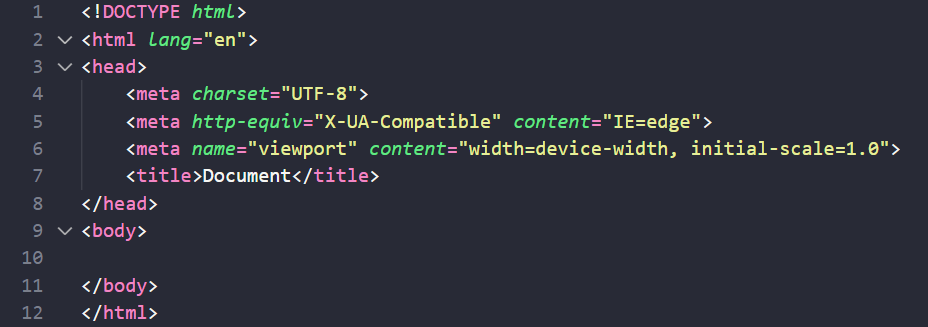 1 <!DOCTYPE html>
2 <html lang="en">
3 <head>
4     <meta charset="UTF-8">
5     <meta http-equiv="X-UA-Compatible" content="IE=edge">
6     <meta name="viewport" content="width=device-width, initial-scale=1.0">
7     <title>Document</title>
8 </head>
9 <body>
10
11 </body>
12 </html>